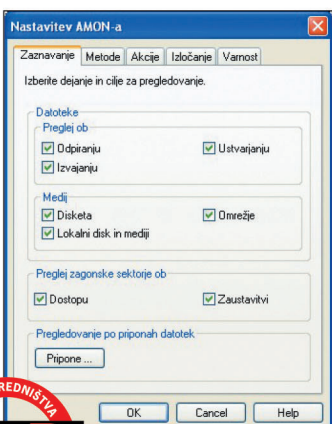 Nastavitev AMON-a
Zaznavanje Metode Akcije Izločanje Varnost
Izberite dejanje in cilje za pregledovanje.
Datoteke
Preglej ob
Odpiranju Ustvarjanju
Izvajanju
Medij
Disketa Omrežje
Lokalni disk in mediji
Preglej zagonske sektorje ob
Dostopu Zaustavitvi
Pregledovanje po priponah datotek
Pripone ...
OK Cancel Help